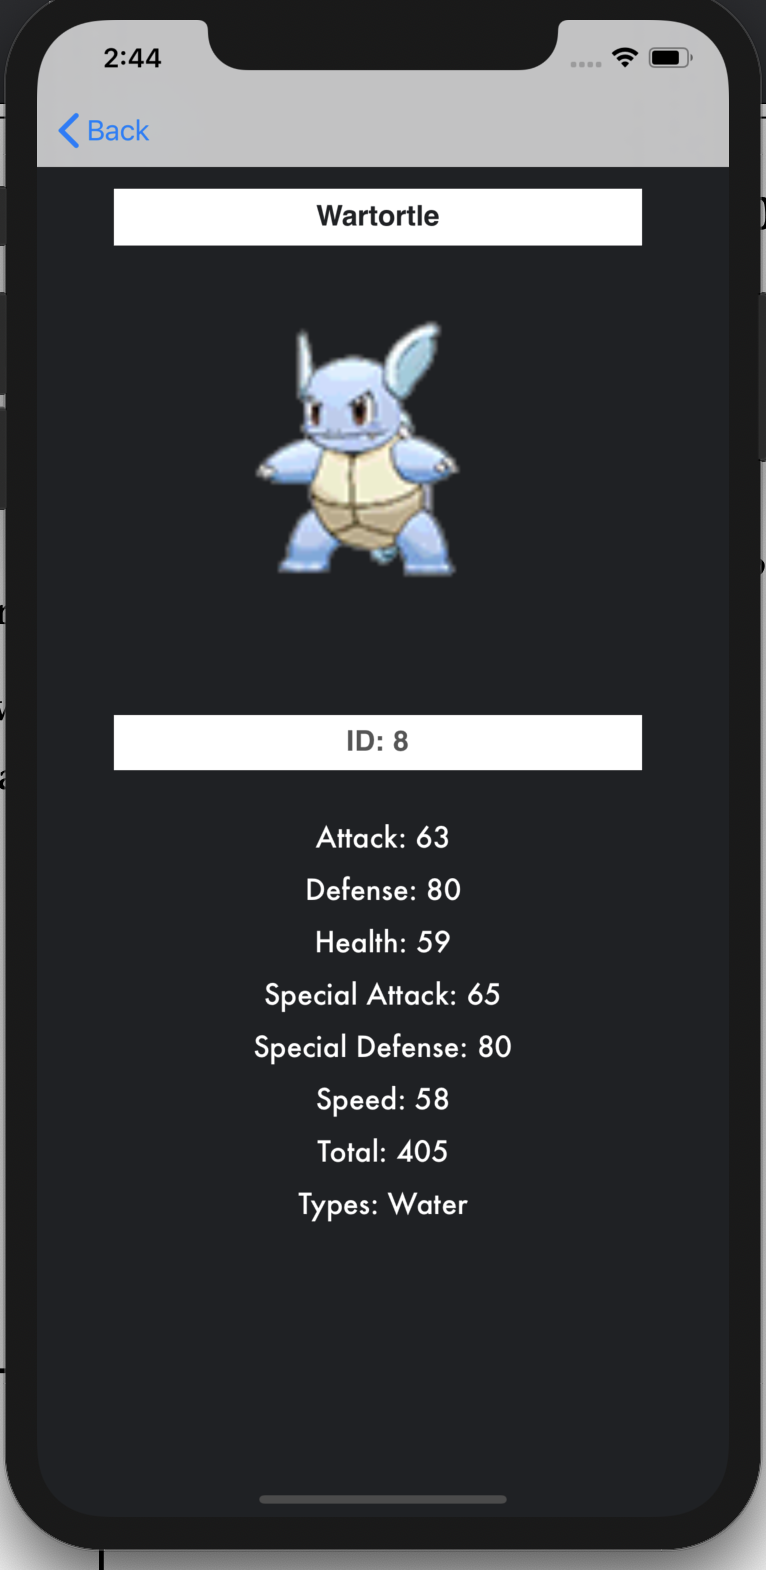 2:44
Back
Wartortle
ID: 8
Attack: 63
Defense: 80
Health: 59
Special Attack: 65
Special Defense: 80
Speed: 58
Total: 405
Types: Water